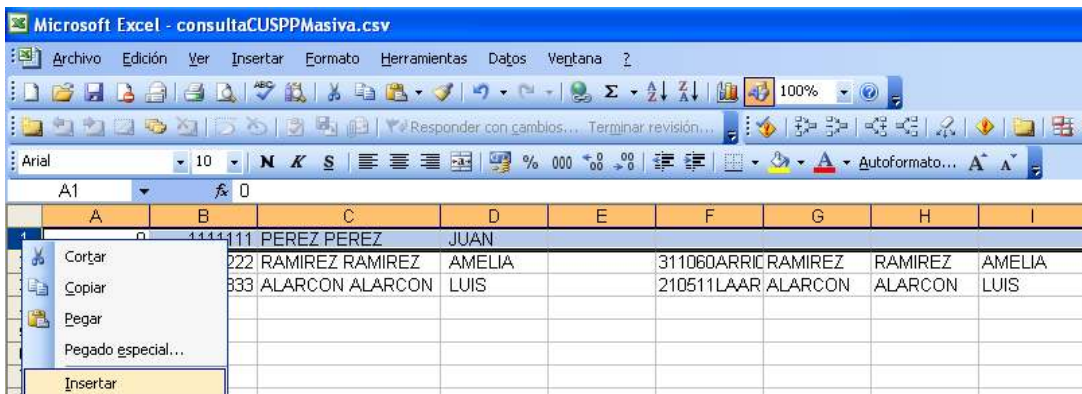 Microsoft Excel - consultaCUSPPMasiva.csv
Archivo Edición Ver Insertar Formato Herramientas Datos Ventana ?
100%
Responder con cambios... Terminar revisión...
Arial 10 N K S % 000 Autoformato...
A1 fx 0
A B C D E F G H I
1 0 1111111 PEREZ PEREZ JUAN
222 RAMIREZ RAMIREZ AMELIA 311060ARRIC RAMIREZ RAMIREZ AMELIA
333 ALARCON ALARCON LUIS 210511LAAR ALARCON ALARCON LUIS
Cortar
Copiar
Pegar
Pegado especial...
Insertar